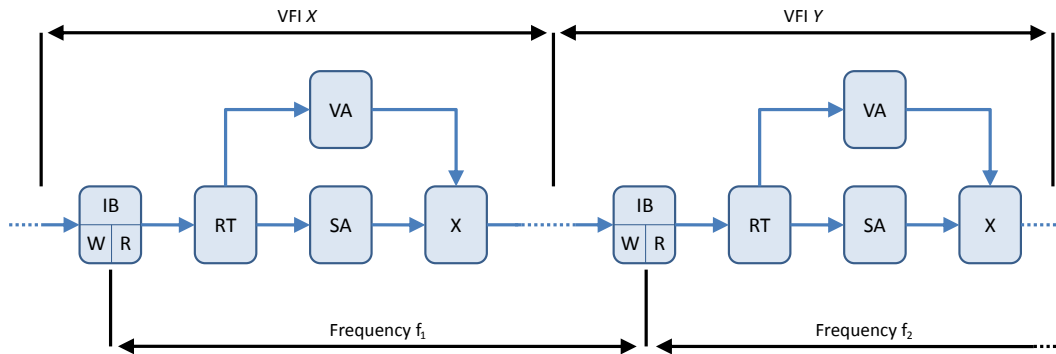 VFI X
VFI Y
VA
VA
IB
W R
RT
SA
X
IB
W R
RT
SA
X
Frequency f₁
Frequency f₂